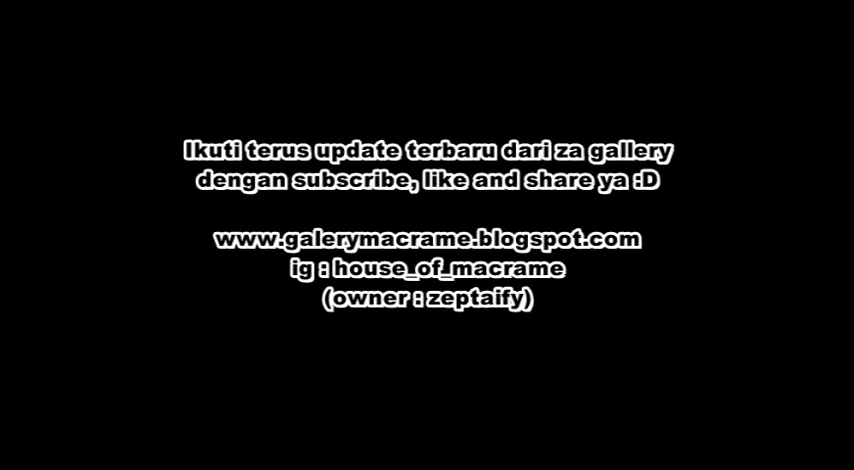 Ikuti terus update terbaru dari za gallery
dengan subscribe, like and share ya :D
www.galerymacrame.blogspot.com
ig : house_of_macrame
(owner : zeptaify)